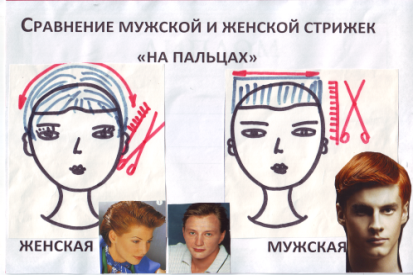 СРАВНЕНИЕ МУЖСКОЙ И ЖЕНСКОЙ СТРИЖЕК
«НА ПАЛЬЦАХ»
ЖЕНСКАЯ
МУЖСКАЯ